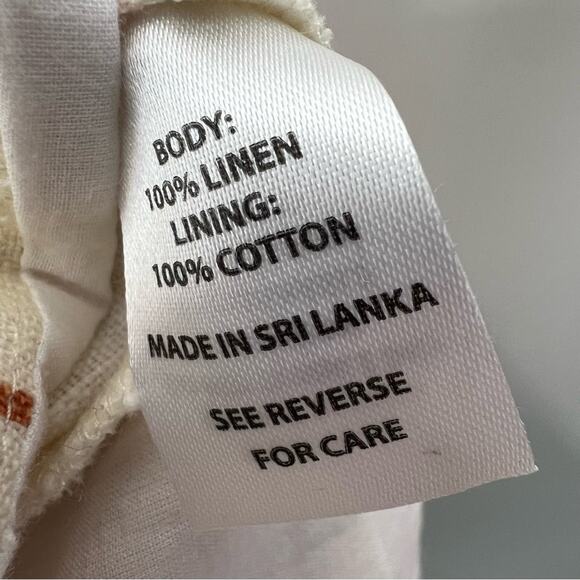 BODY:
100% LINEN
LINING:
100% COTTON
MADE IN SRI LANKA
SEE REVERSE
FOR CARE